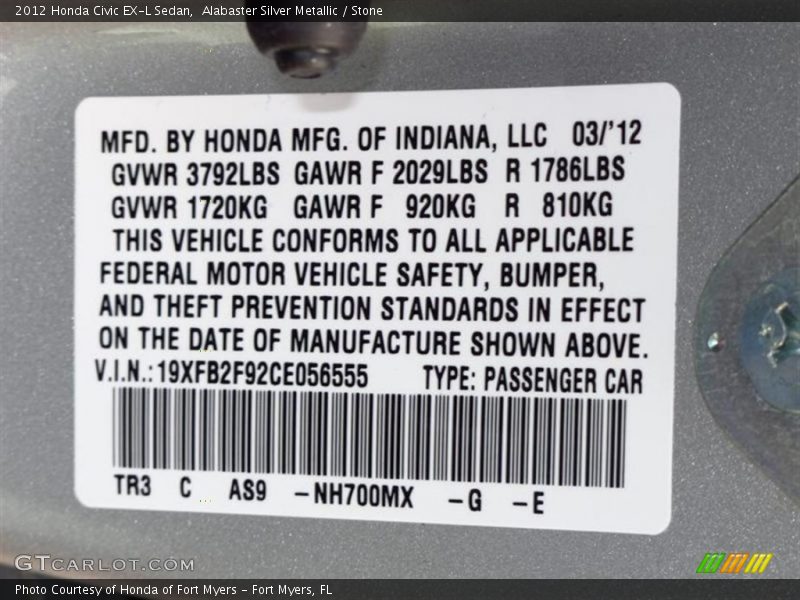 2012 Honda Civic EX-L Sedan, Alabaster Silver Metallic / Stone
MFD. BY HONDA MFG. OF INDIANA, LLC 03/'12
GVWR 3792LBS GAWR F 2029LBS R 1786LBS
GVWR 1720KG GAWR F 920KG R 810KG
THIS VEHICLE CONFORMS TO ALL APPLICABLE
FEDERAL MOTOR VEHICLE SAFETY, BUMPER,
AND THEFT PREVENTION STANDARDS IN EFFECT
ON THE DATE OF MANUFACTURE SHOWN ABOVE.
V.I.N.: 19XFB2F92CE056555 TYPE: PASSENGER CAR
TR3 C AS9 -NH700MX -G -E
GTCARLOT.COM
Photo Courtesy of Honda of Fort Myers - Fort Myers, FL